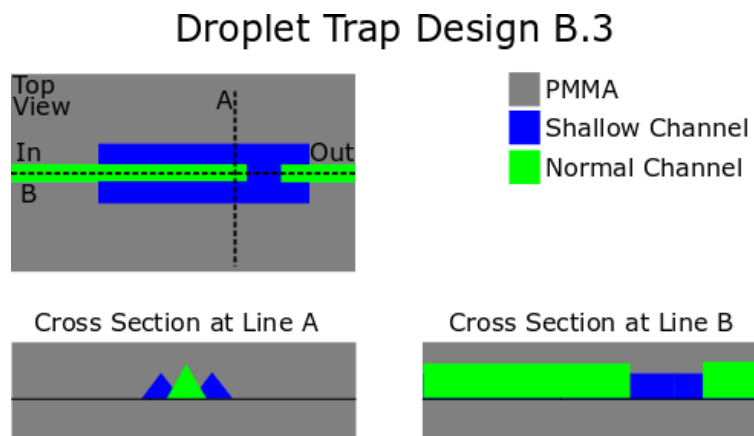 Droplet Trap Design B.3
Top
View
A
In
Out
B
PMMA
Shallow Channel
Normal Channel
Cross Section at Line A
Cross Section at Line B